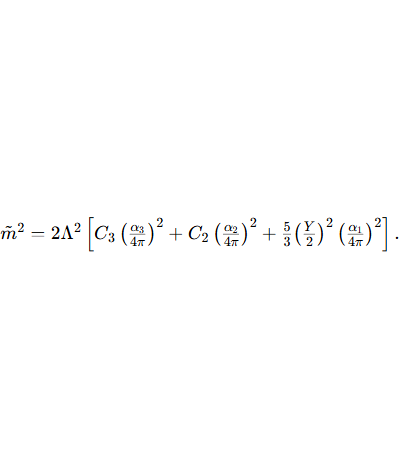 m̃² = 2Λ² [ C₃ (α₃/4π)² + C₂ (α₂/4π)² + 5/3 (Y/2)² (α₁/4π)² ] .